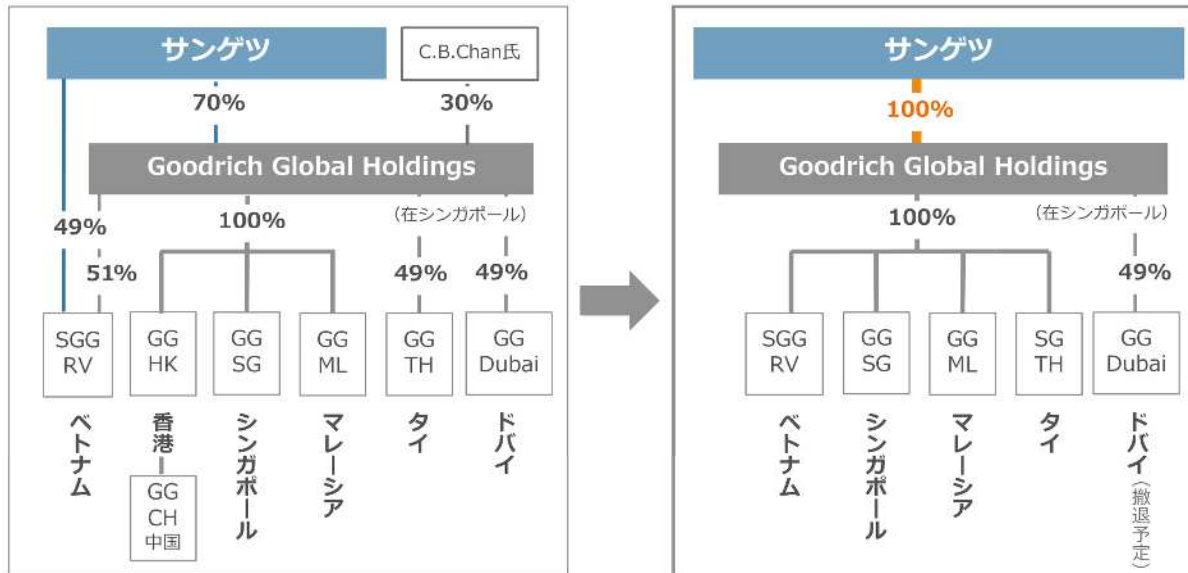 サンゲツ
C.B.Chan氏
70%
30%
Goodrich Global Holdings
49%
51%
100%
(在シンガポール)
49%
49%
SGG
RV
GG
HK
GG
SG
GG
ML
GG
TH
GG
Dubai
ベトナム
香港
シンガポール
マレーシア
タイ
ドバイ
GG
CH
中国
サンゲツ
100%
Goodrich Global Holdings
100%
(在シンガポール)
49%
SGG
RV
GG
SG
GG
ML
SG
TH
GG
Dubai
ベトナム
シンガポール
マレーシア
タイ
ドバイ(撤退予定)